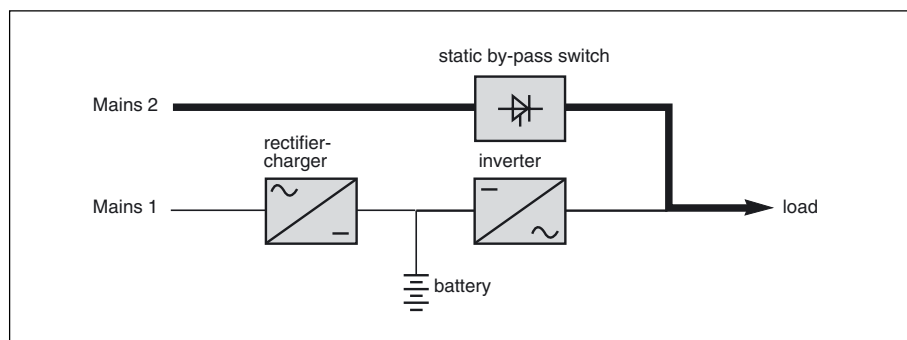 static by-pass switch
Mains 2
rectifier-
charger
inverter
Mains 1
load
battery